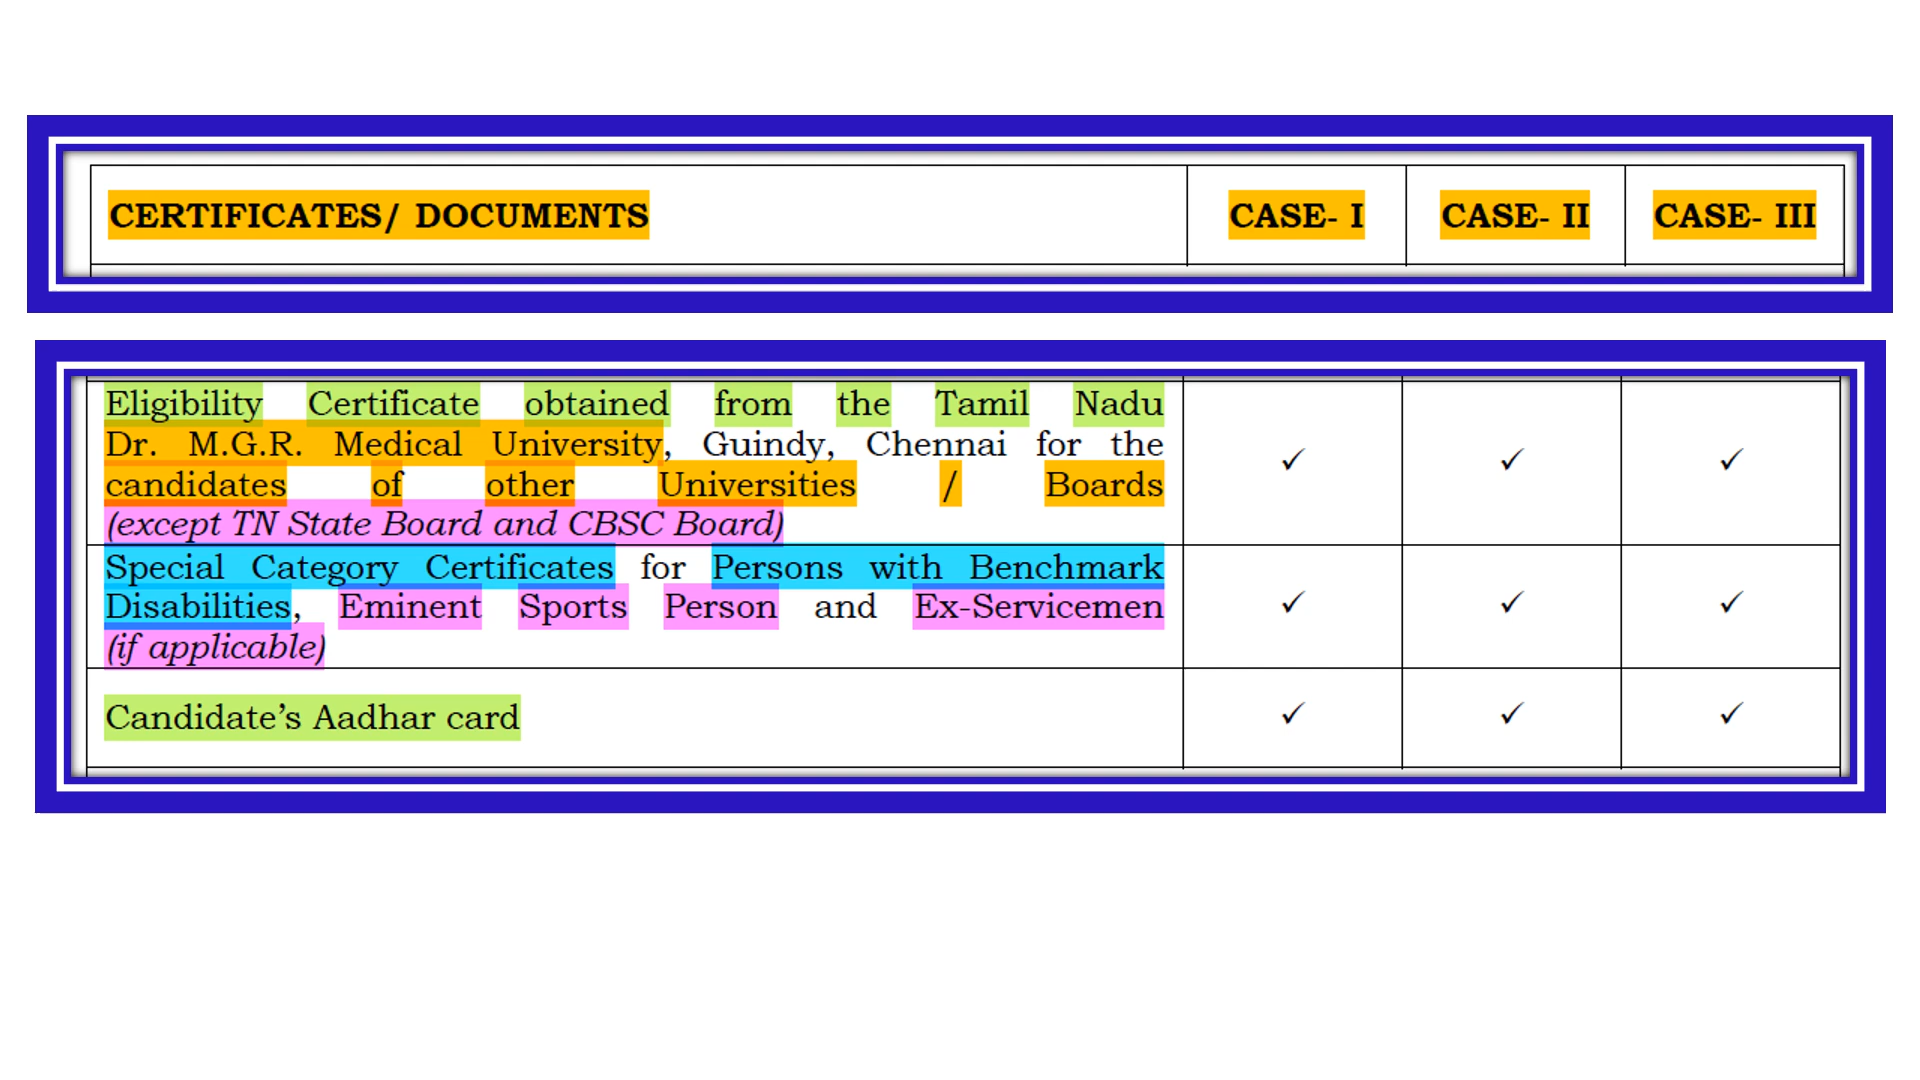 CERTIFICATES/ DOCUMENTS CASE- I CASE- II CASE- III
Eligibility Certificate obtained from the Tamil Nadu
Dr. M.G.R. Medical University, Guindy, Chennai for the
candidates of other Universities / Boards
(except TN State Board and CBSC Board)
✓ ✓ ✓
Special Category Certificates for Persons with Benchmark
Disabilities, Eminent Sports Person and Ex-Servicemen
(if applicable)
✓ ✓ ✓
Candidate’s Aadhar card ✓ ✓ ✓